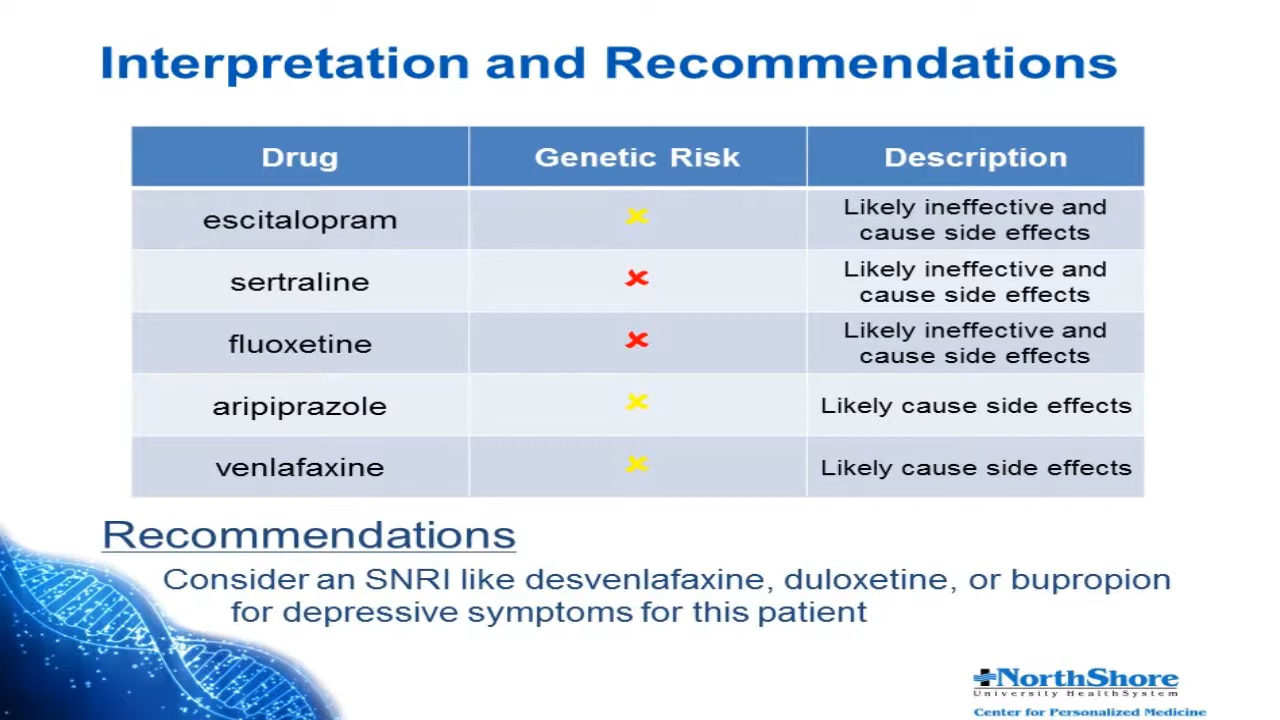 Interpretation and Recommendations
Drug Genetic Risk Description
escitalopram Likely ineffective and
cause side effects
sertraline Likely ineffective and
cause side effects
fluoxetine Likely ineffective and
cause side effects
aripiprazole Likely cause side effects
venlafaxine Likely cause side effects
Recommendations
Consider an SNRI like desvenlafaxine, duloxetine, or bupropion
for depressive symptoms for this patient
NorthShore
University HealthSystem
Center for Personalized Medicine